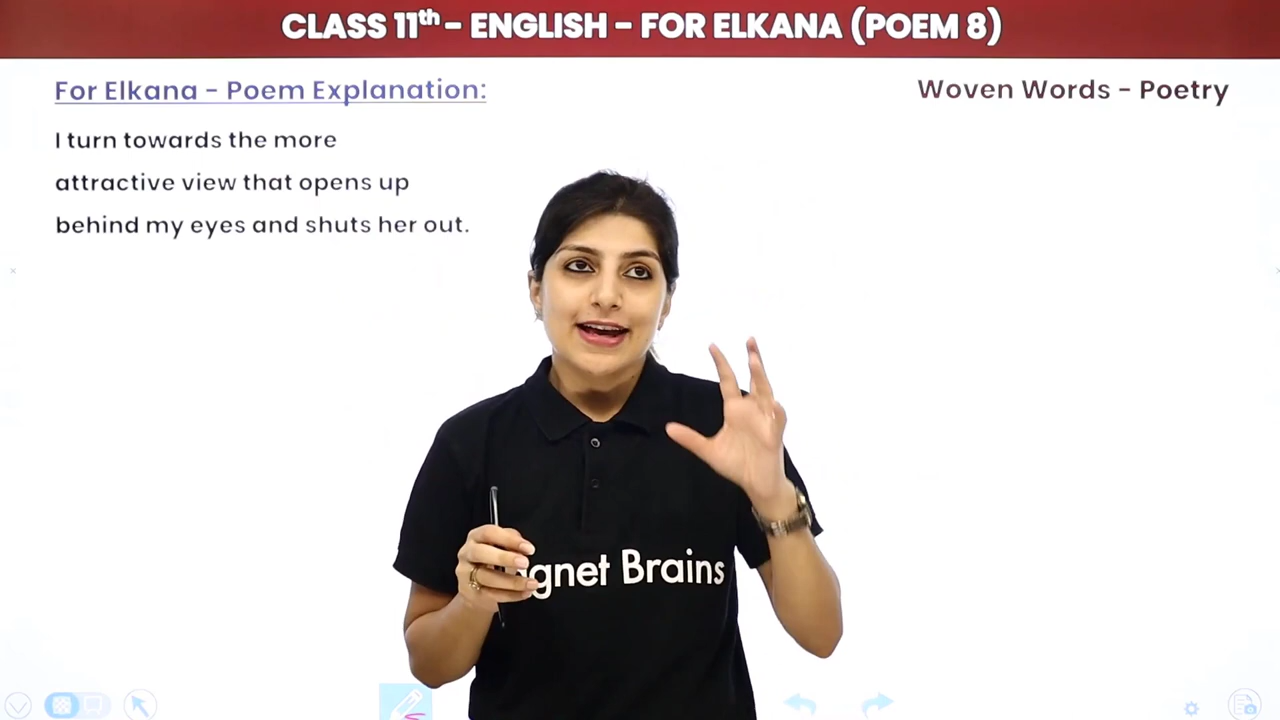 CLASS 11th – ENGLISH – FOR ELKANA (POEM 8)
For Elkana – Poem Explanation:
Woven Words – Poetry
I turn towards the more
attractive view that opens up
behind my eyes and shuts her out.
Brains